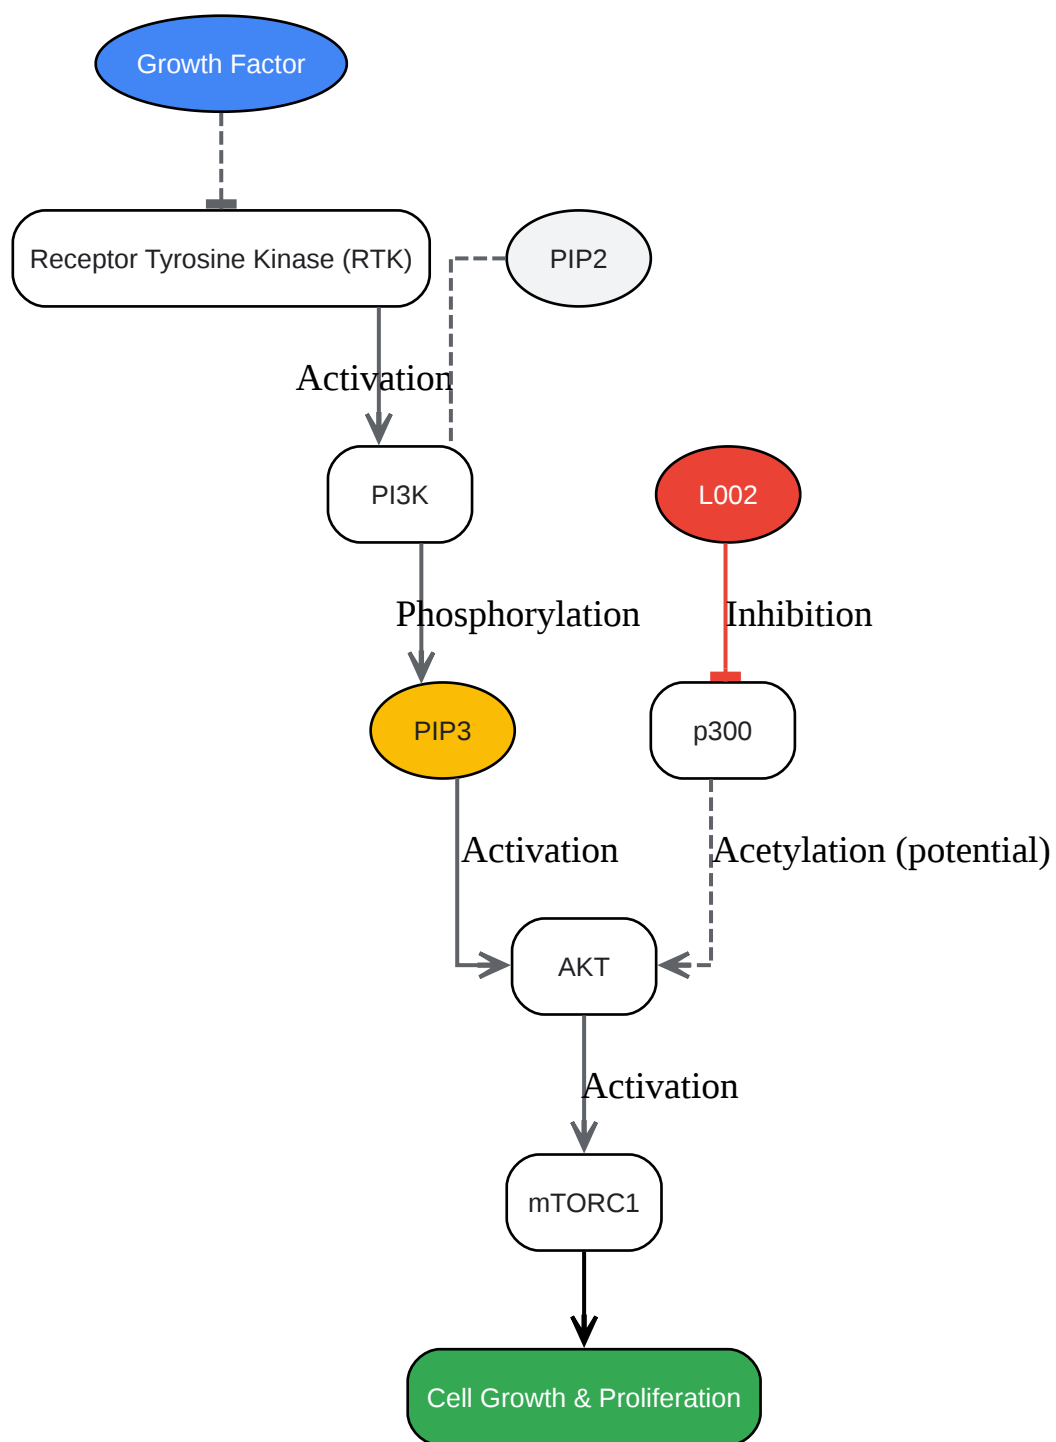 Growth Factor
Receptor Tyrosine Kinase (RTK)
PIP2
Activation
PI3K
L002
Phosphorylation
Inhibition
PIP3
p300
Activation
Acetylation (potential)
AKT
Activation
mTORC1
Cell Growth & Proliferation